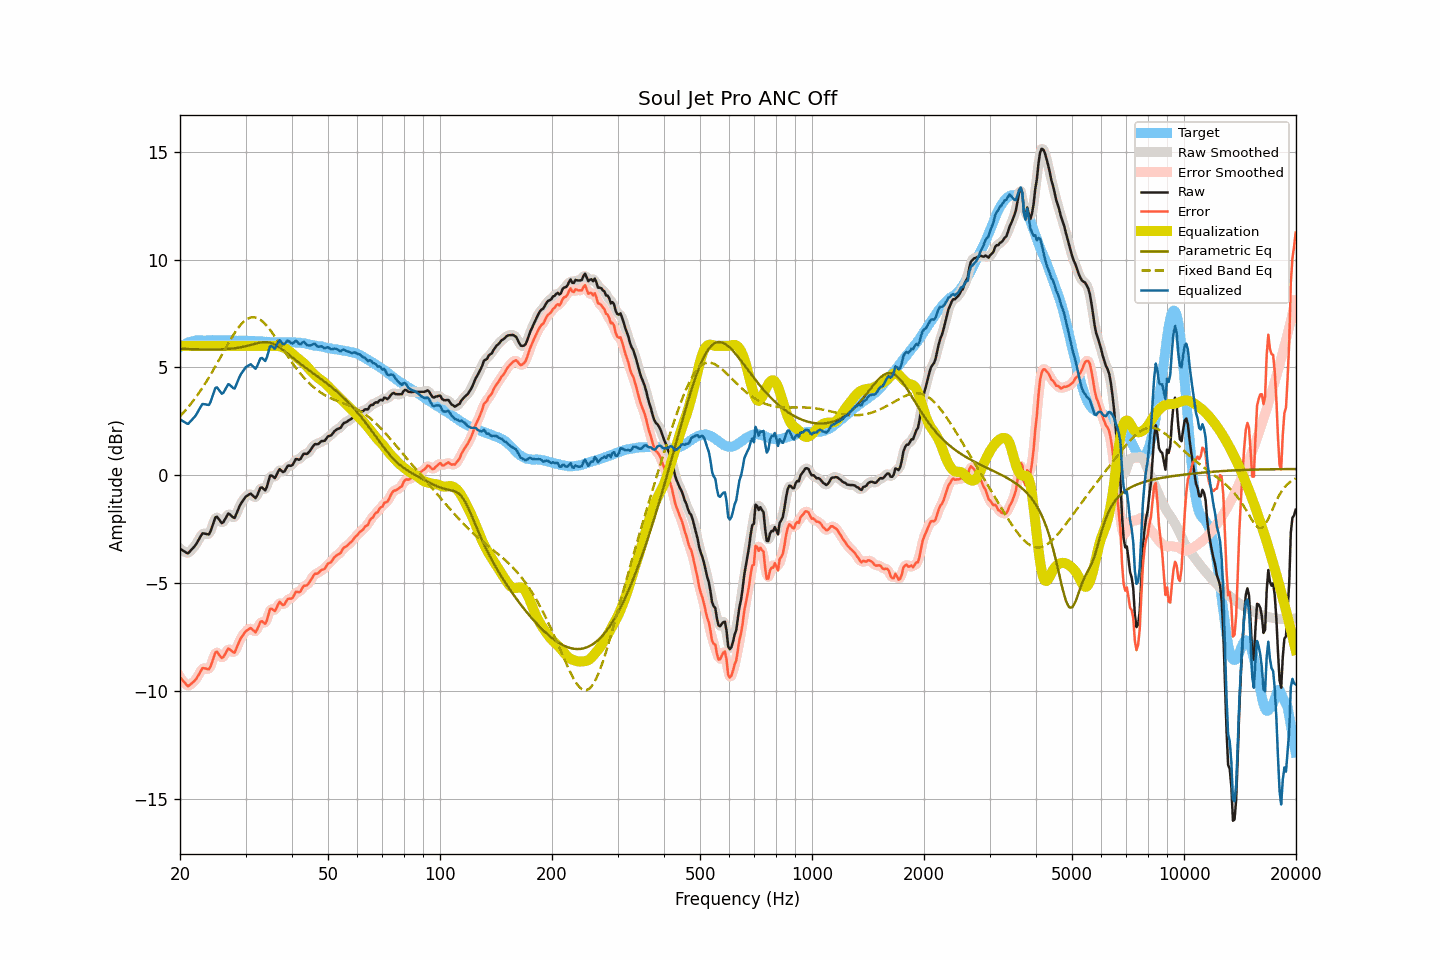 Soul Jet Pro ANC Off
Target
Raw Smoothed
Error Smoothed
Raw
Error
Equalization
Parametric Eq
Fixed Band Eq
Equalized
15
10
5
0
−5
−10
−15
Amplitude (dBr)
20
50
100
200
500
1000
2000
5000
10000
20000
Frequency (Hz)